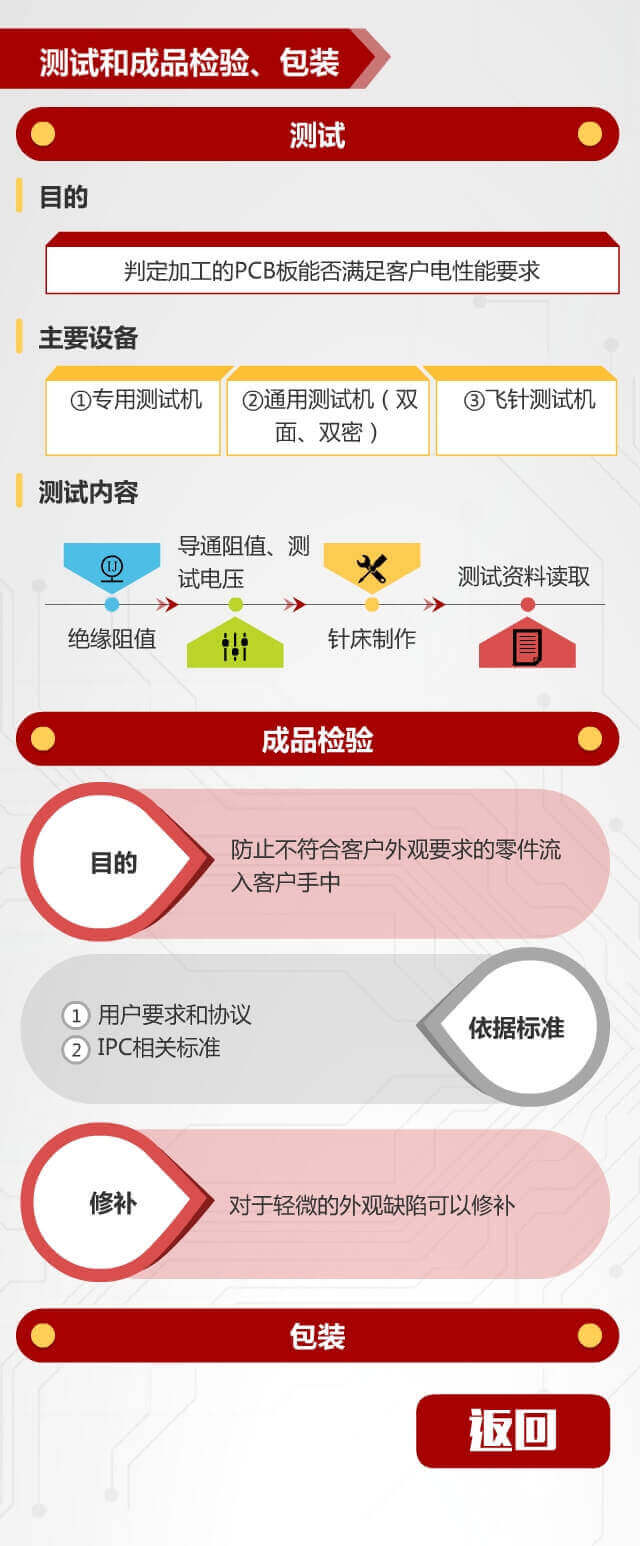 测试和成品检验、包装
测试
目的
判定加工的PCB板能否满足客户电性能要求
主要设备
①专用测试机
②通用测试机（双
面、双密）
③飞针测试机
测试内容
IJ
绝缘阻值
导通阻值、测
试电压
针床制作
测试资料读取
成品检验
目的
防止不符合客户外观要求的零件流
入客户手中
依据标准
1 用户要求和协议
2 IPC相关标准
修补
对于轻微的外观缺陷可以修补
包装
返回